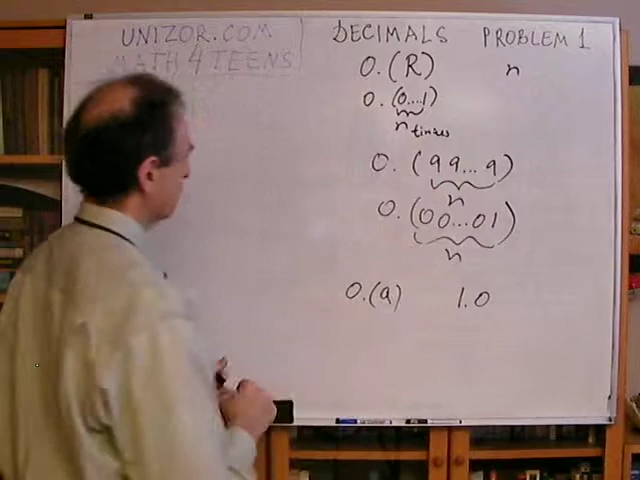 UNIZOR.COM
MATH 4 TEENS
DECIMALS PROBLEM 1
0.(R) n
0.(0...1)
n times
0.(99...9)
n
0.(00...01)
n
0.(9) 1.0